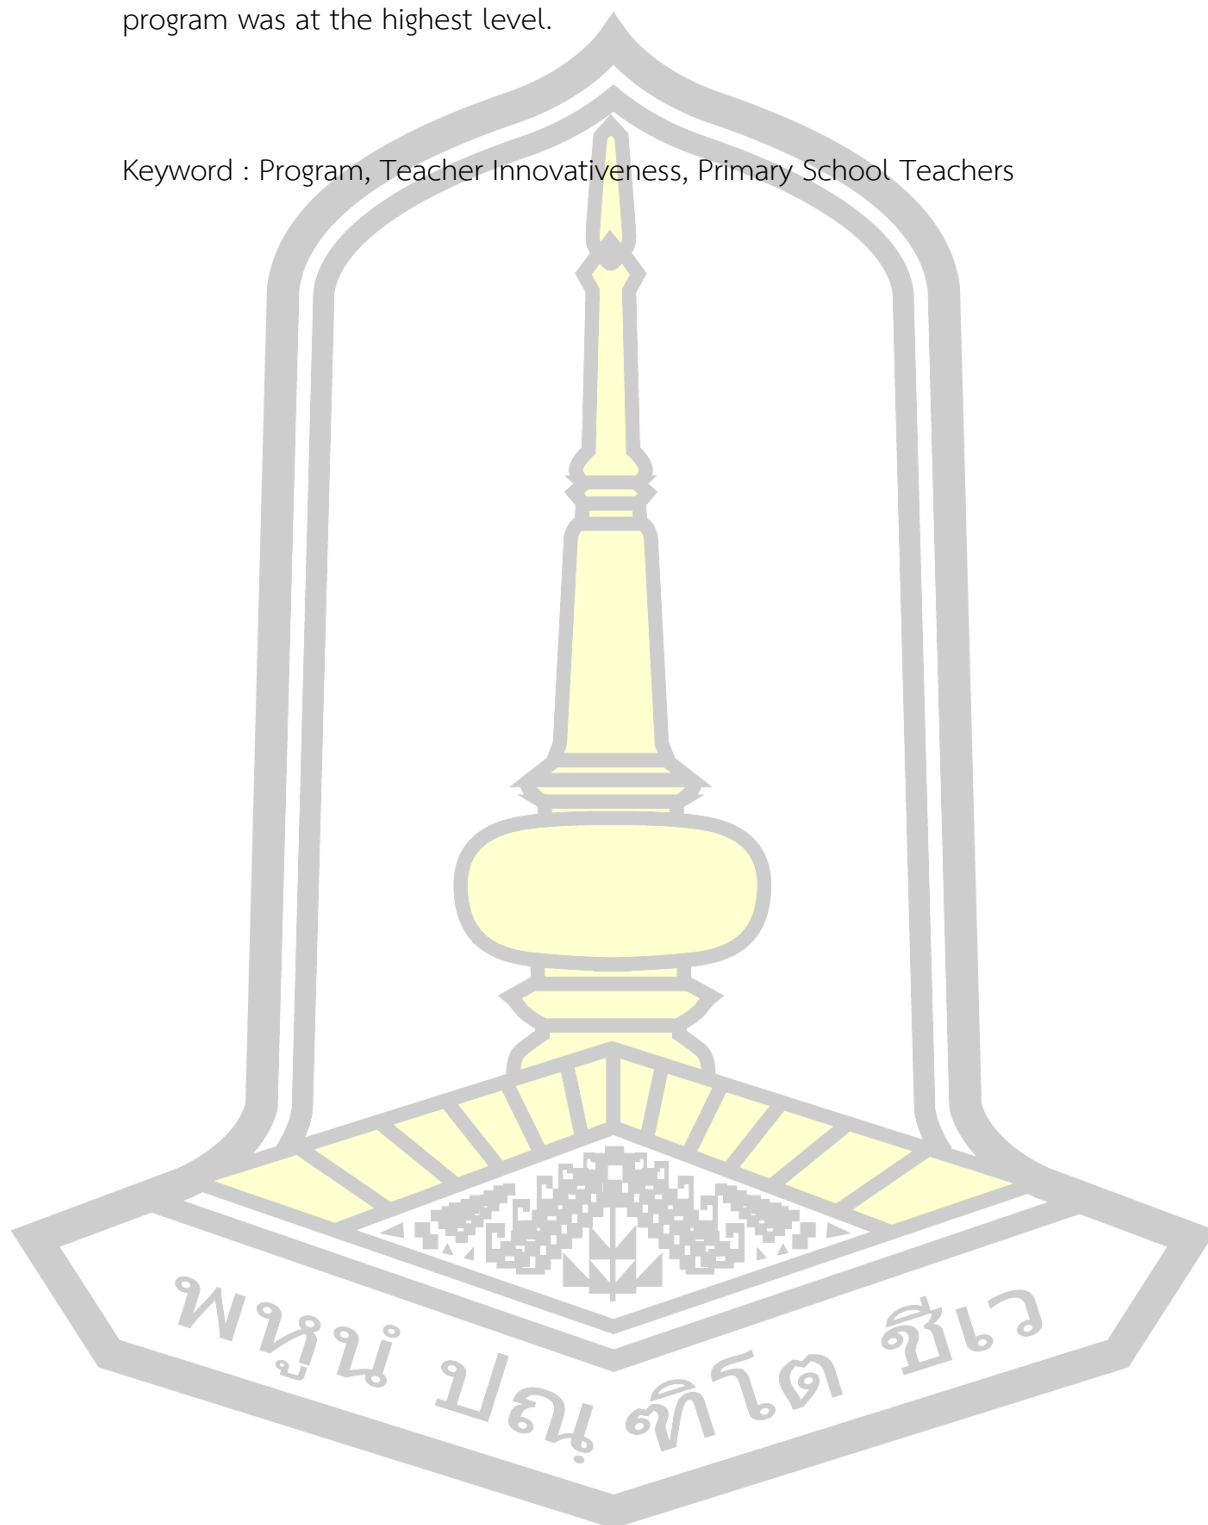 program was at the highest level.
Keyword : Program, Teacher Innovativeness, Primary School Teachers
พหูนํ ปณฺฑิโต ชีเว